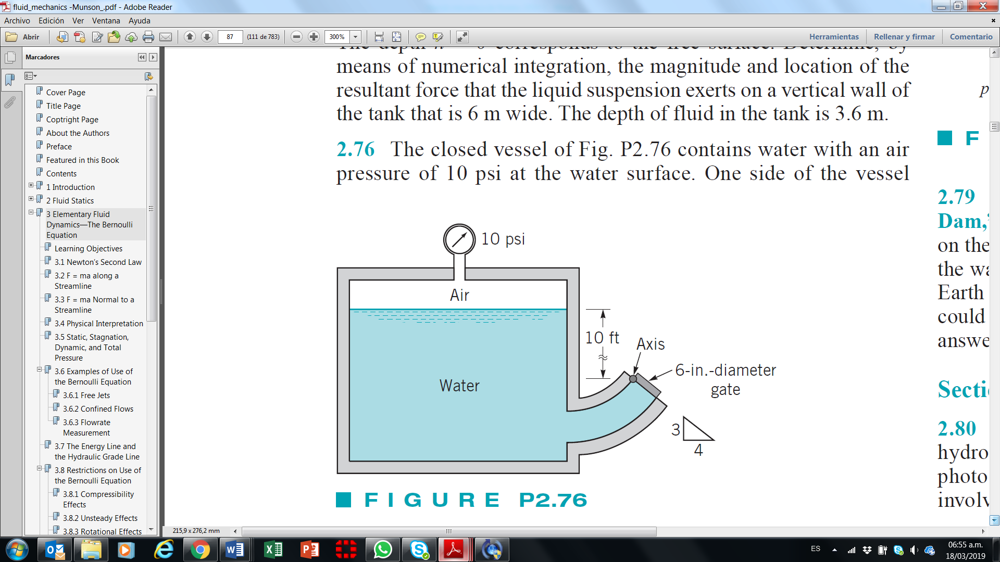 fluid_mechanics -Munson_.pdf - Adobe Reader
Archivo Edición Ver Ventana Ayuda
Abrir
87 (111 de 783)
300%
Herramientas
Rellenar y firmar
Comentario
Marcadores
Cover Page
Title Page
Coptright Page
About the Authors
Preface
Featured in this Book
Contents
1 Introduction
2 Fluid Statics
3 Elementary Fluid
Dynamics—The Bernoulli
Equation
Learning Objectives
3.1 Newton's Second Law
3.2 F = ma along a
Streamline
3.3 F = ma Normal to a
Streamline
3.4 Physical Interpretation
3.5 Static, Stagnation,
Dynamic, and Total
Pressure
3.6 Examples of Use of
the Bernoulli Equation
3.6.1 Free Jets
3.6.2 Confined Flows
3.6.3 Flowrate
Measurement
3.7 The Energy Line and
the Hydraulic Grade Line
3.8 Restrictions on Use of
the Bernoulli Equation
3.8.1 Compressibility
Effects
3.8.2 Unsteady Effects
3.8.3 Rotational Effects
means of numerical integration, the magnitude and location of the
resultant force that the liquid suspension exerts on a vertical wall of
the tank that is 6 m wide. The depth of fluid in the tank is 3.6 m.
2.76 The closed vessel of Fig. P2.76 contains water with an air
pressure of 10 psi at the water surface. One side of the vessel
10 psi
Air
10 ft
Axis
6-in.-diameter
gate
Water
3
4
FIGURE P2.76
p
F
2.79
Dam,"
on the
the wa
Earth
could
answe
Secti
2.80
hydro
photo
involv
215,9 x 276,2 mm
ES
06:55 a.m.
18/03/2019